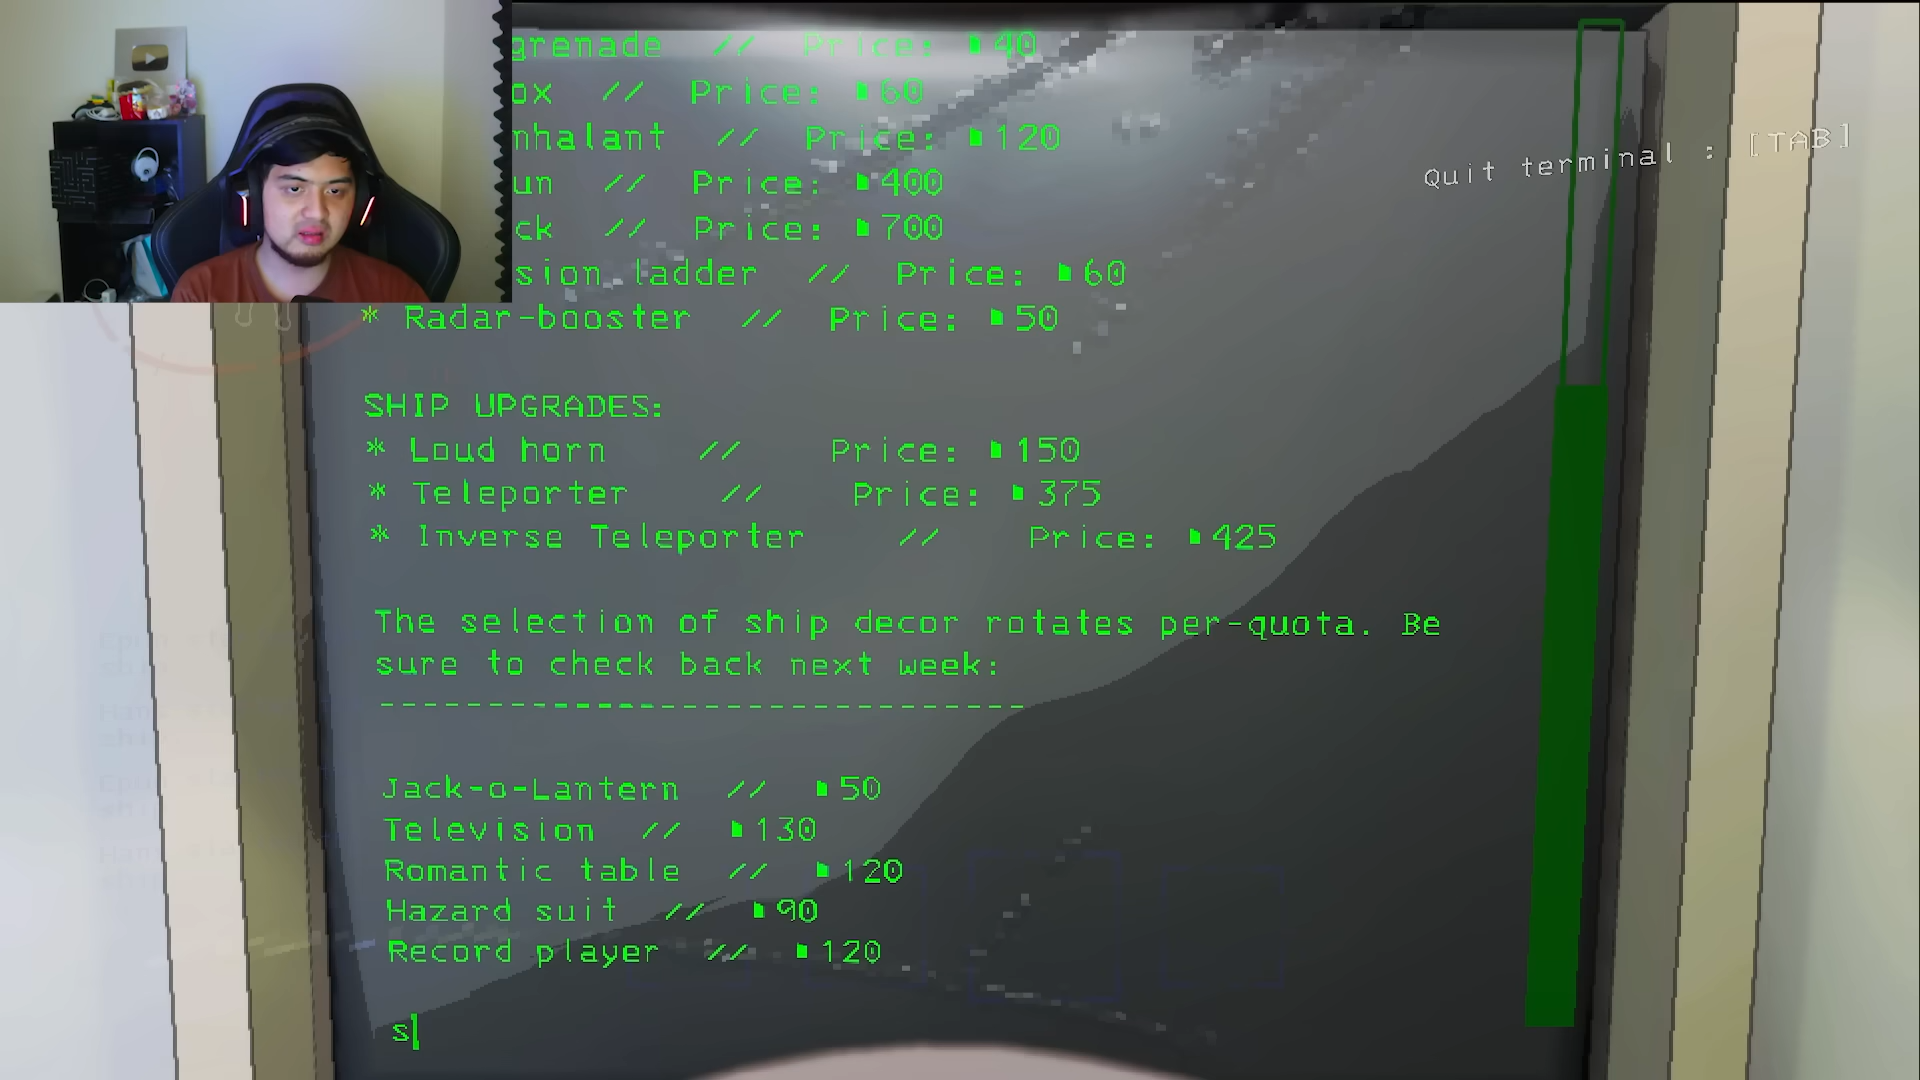 grenade // Price: 40
ox // Price: 60
nhalant // Price: 120
un // Price: 400
ck // Price: 700
sion ladder // Price: 60
* Radar-booster // Price: 50
Quit terminal : [TAB]
SHIP UPGRADES:
* Loud horn // Price: 150
* Teleporter // Price: 375
* Inverse Teleporter // Price: 425
The selection of ship decor rotates per-quota. Be
sure to check back next week:
------------------------------
Jack-o-Lantern // 50
Television // 130
Romantic table // 120
Hazard suit // 90
Record player // 120
s